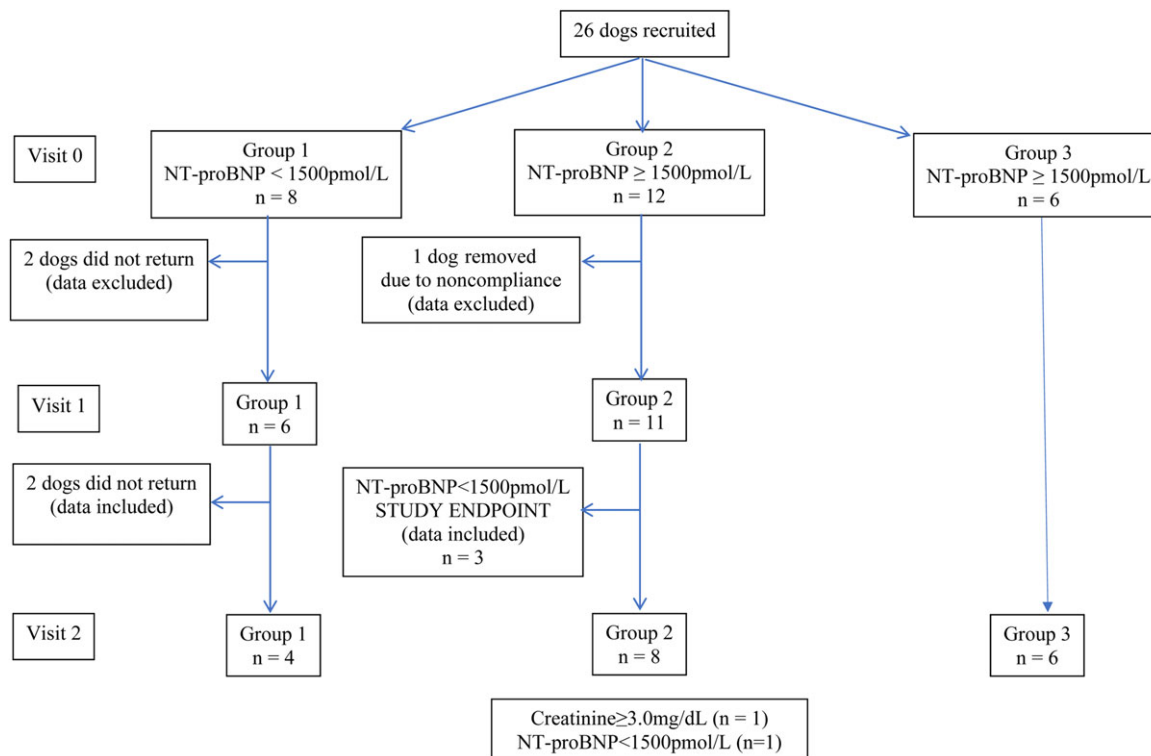 26 dogs recruited
Visit 0
Group 1
NT-proBNP < 1500pmol/L
n = 8
Group 2
NT-proBNP ≥ 1500pmol/L
n = 12
Group 3
NT-proBNP ≥ 1500pmol/L
n = 6
2 dogs did not return
(data excluded)
1 dog removed
due to noncompliance
(data excluded)
Visit 1
Group 1
n = 6
Group 2
n = 11
2 dogs did not return
(data included)
NT-proBNP<1500pmol/L
STUDY ENDPOINT
(data included)
n = 3
Visit 2
Group 1
n = 4
Group 2
n = 8
Group 3
n = 6
Creatinine≥3.0mg/dL (n = 1)
NT-proBNP<1500pmol/L (n=1)